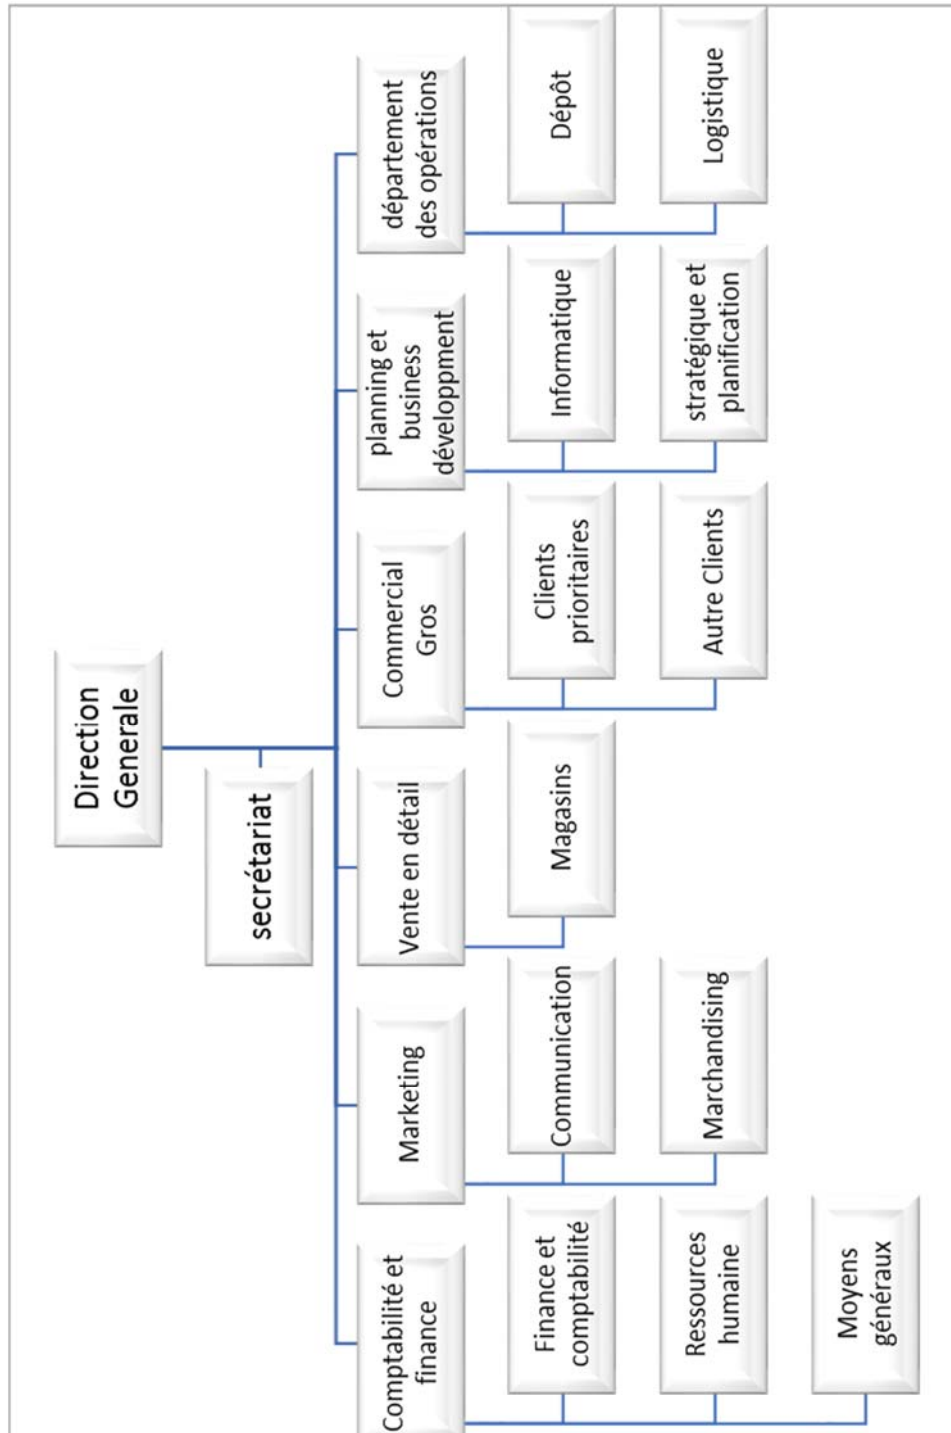 Direction
Generale
secrétariat
Comptabilité et
finance
Marketing
Vente en détail
Commercial
Gros
planning et
business
développment
département
des opérations
Finance et
comptabilité
Ressources
humaine
Moyens
généraux
Communication
Marchandising
Magasins
Clients
prioritaires
Autre Clients
Informatique
stratégique et
planification
Dépôt
Logistique